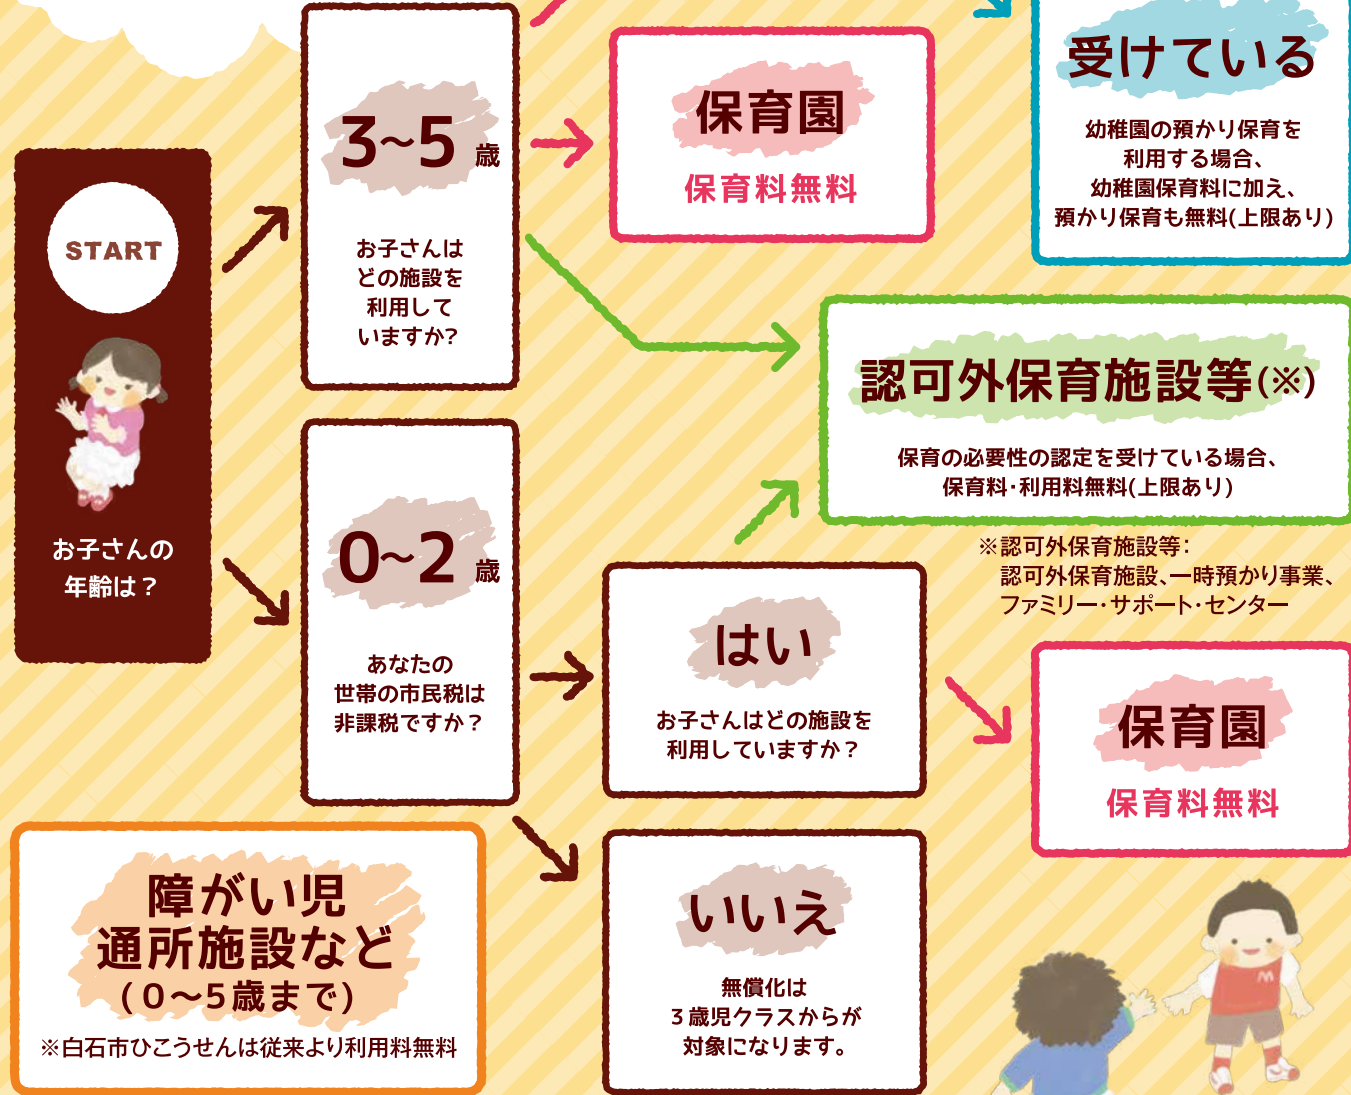 START
お子さんの
年齢は？
3〜5 歳
お子さんは
どの施設を
利用して
いますか?
保育園
保育料無料
受けている
幼稚園の預かり保育を
利用する場合、
幼稚園保育料に加え、
預かり保育も無料(上限あり)
認可外保育施設等(※)
保育の必要性の認定を受けている場合、
保育料・利用料無料(上限あり)
※認可外保育施設等：
認可外保育施設、一時預かり事業、
ファミリー・サポート・センター
0〜2 歳
あなたの
世帯の市民税は
非課税ですか？
はい
お子さんはどの施設を
利用していますか？
保育園
保育料無料
いいえ
無償化は
３歳児クラスからが
対象になります。
障がい児
通所施設など
(０〜５歳まで)
※白石市ひこうせんは従来より利用料無料
M